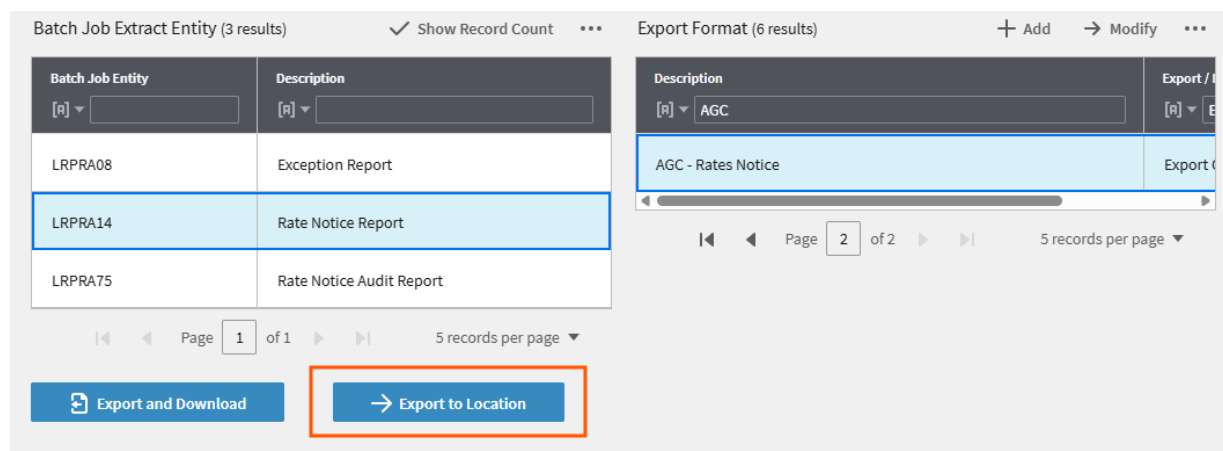 Batch Job Extract Entity (3 results)
Show Record Count
Batch Job Entity
Description
[A]
[A]
LRPRA08
Exception Report
LRPRA14
Rate Notice Report
LRPRA75
Rate Notice Audit Report
Page 1 of 1
5 records per page
Export and Download
Export to Location
Export Format (6 results)
Add
Modify
Description
Export / I
[A] AGC
[A] E
AGC - Rates Notice
Export
Page 2 of 2
5 records per page